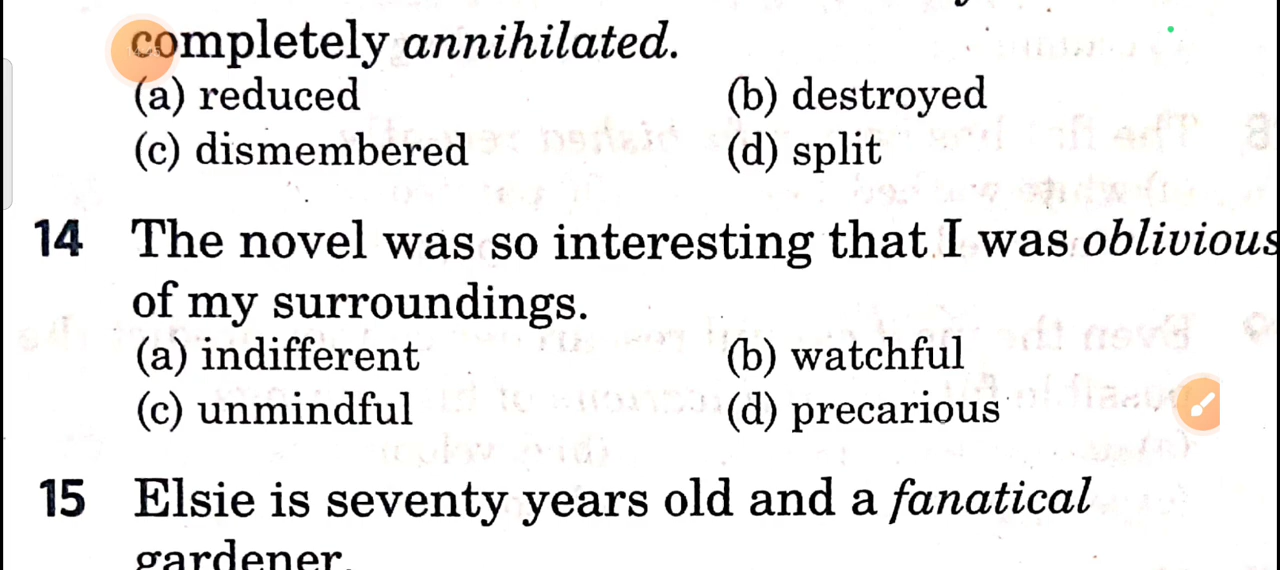 completely annihilated.
(a) reduced (b) destroyed
(c) dismembered (d) split
14 The novel was so interesting that I was oblivious
of my surroundings.
(a) indifferent (b) watchful
(c) unmindful (d) precarious
15 Elsie is seventy years old and a fanatical
gardener.